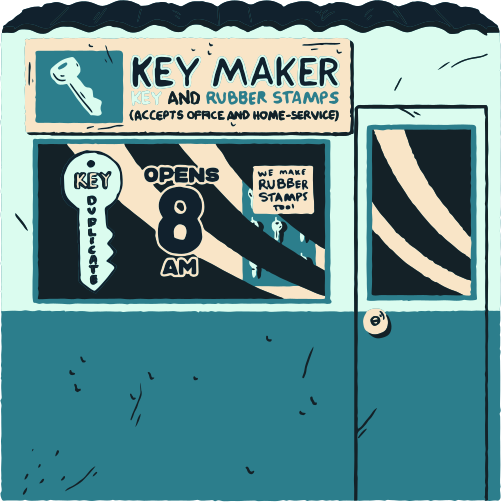 KEY MAKER
KEY AND RUBBER STAMPS
(ACCEPTS OFFICE AND HOME-SERVICE)
KEY
DUPLICATE
OPENS
8
AM
WE MAKE
RUBBER
STAMPS
TOO!